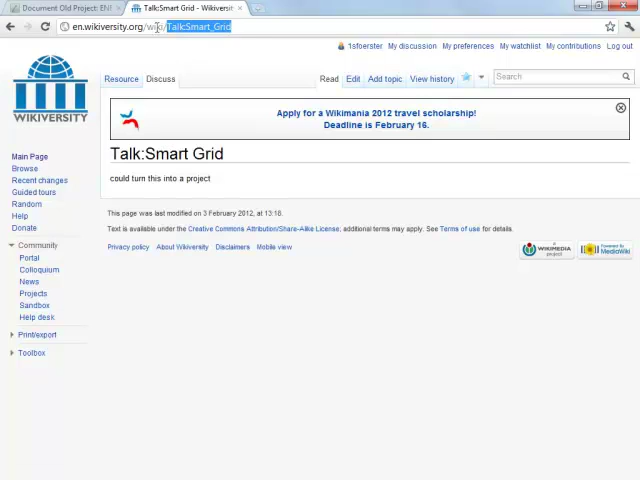 Document Old Project: EN
Talk:Smart Grid - Wikiversity
en.wikiversity.org/wiki/Talk:Smart_Grid
1sfoerster My discussion My preferences My watchlist My contributions Log out
Resource Discuss Read Edit Add topic View history Search
WIKIVERSITY
Apply for a Wikimania 2012 travel scholarship!
Deadline is February 16.
Talk:Smart Grid
could turn this into a project
Main Page
Browse
Recent changes
Guided tours
Random
Help
Donate
Community
Portal
Colloquium
News
Projects
Sandbox
Help desk
Print/export
Toolbox
This page was last modified on 3 February 2012, at 13:18.
Text is available under the Creative Commons Attribution/Share-Alike License; additional terms may apply. See Terms of use for details.
Privacy policy About Wikiversity Disclaimers Mobile view
WIKIMEDIA
project
Powered By
MediaWiki